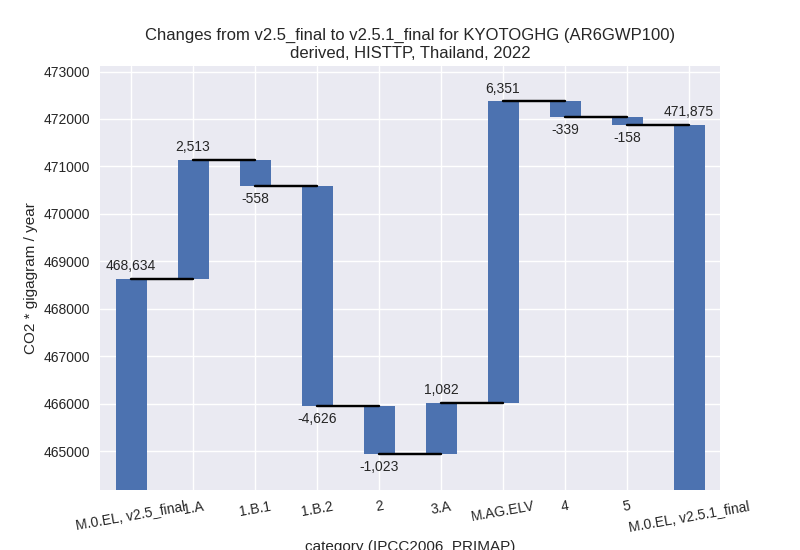 Changes from v2.5_final to v2.5.1_final for KYOTOGHG (AR6GWP100)
derived, HISTTP, Thailand, 2022
CO2 * gigagram / year
473000
472000
471000
470000
469000
468000
467000
466000
465000
468,634
2,513
-558
-4,626
-1,023
1,082
6,351
-339
-158
471,875
M.0.EL, v2.5_final
1.A
1.B.1
1.B.2
2
3.A
M.AG.ELV
4
5
M.0.EL, v2.5.1_final
category (IPCC2006_PRIMAP)